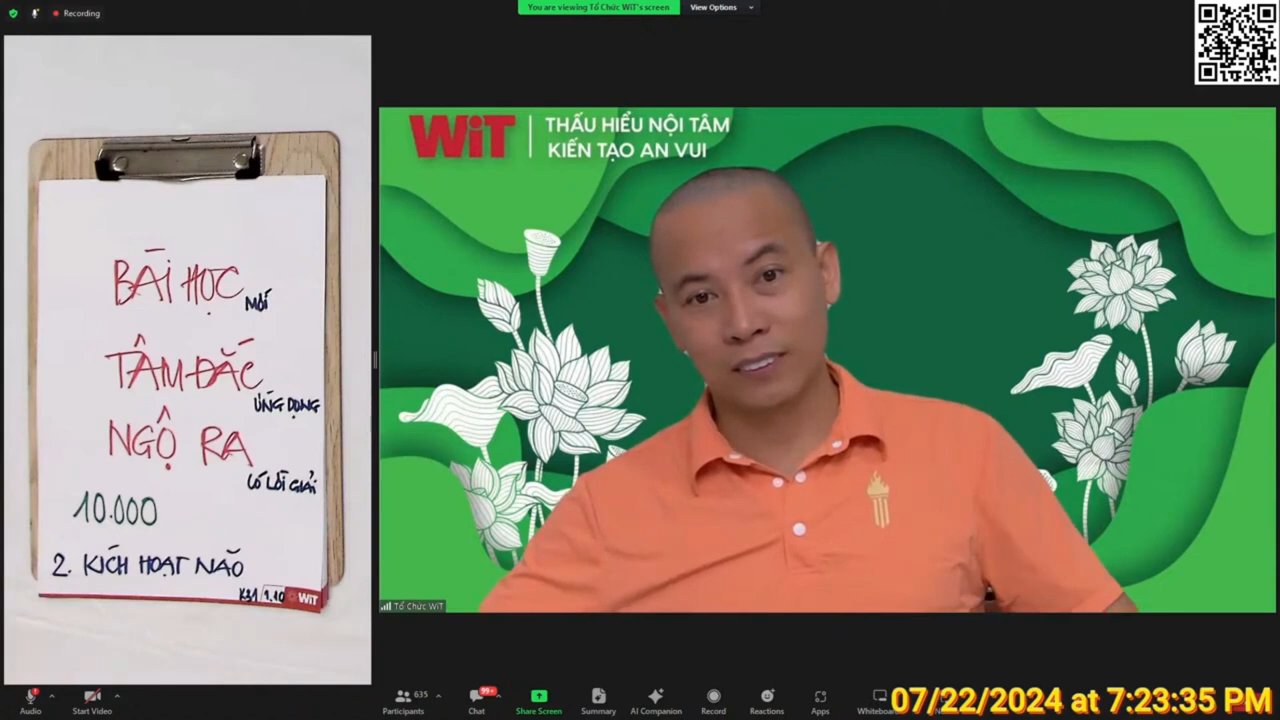 Recording
You are viewing Tổ Chức WiT's screen
View Options
BÀI HỌC
MỚI
TÂM ĐẮC
ỨNG DỤNG
NGỘ RA
CÓ LỜI GIẢI
10.000
2. KÍCH HOẠT NÃO
K31 1.10 WiT
WiT
THẤU HIỂU NỘI TÂM
KIẾN TẠO AN VUI
Tổ Chức WiT
Audio
Start Video
Participants
635
Chat
99+
Share Screen
Summary
AI Companion
Record
Reactions
Apps
07/22/2024 at 7:23:35 PM